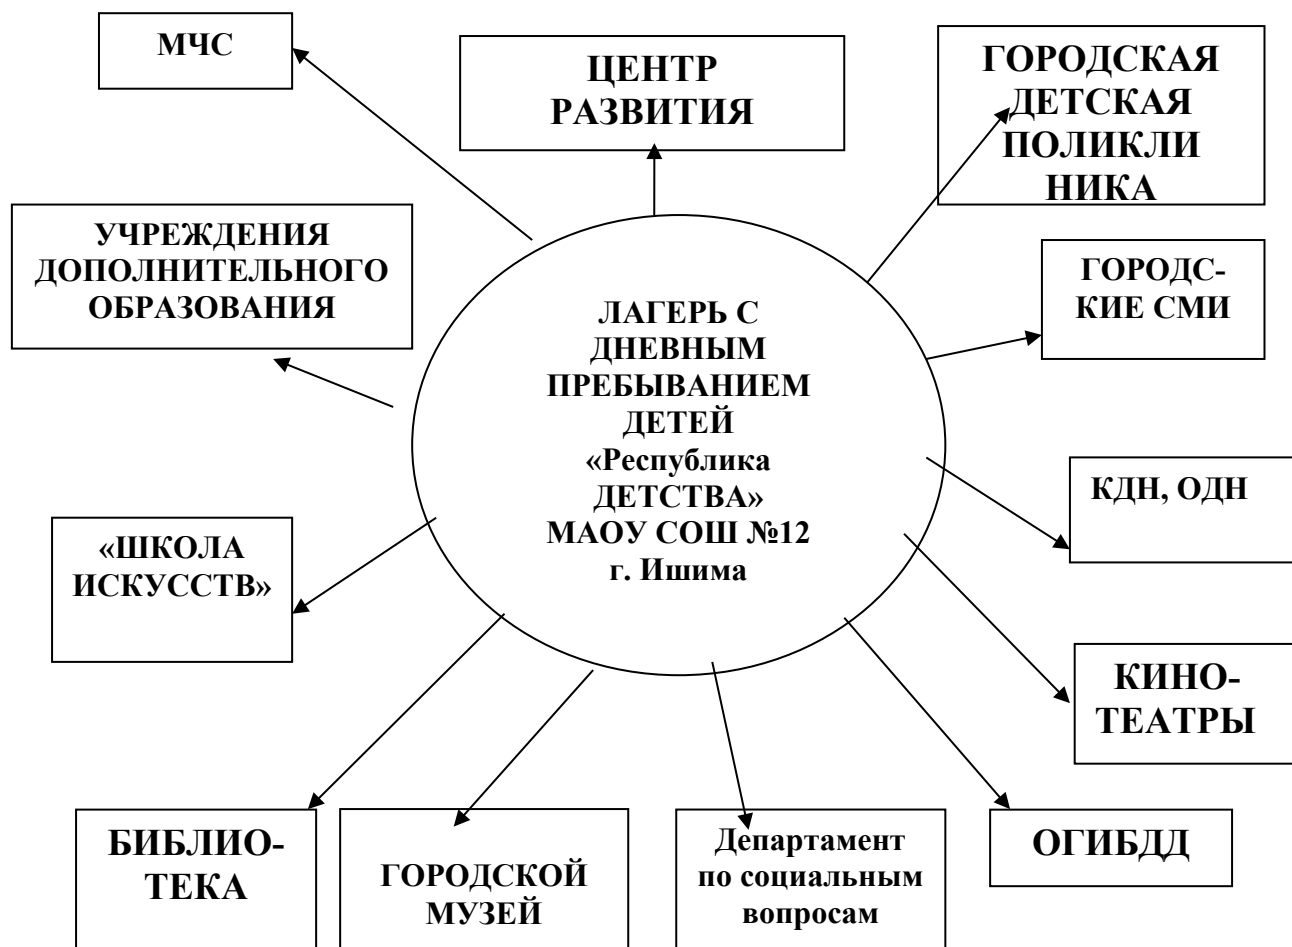 МЧС
ЦЕНТР
РАЗВИТИЯ
ГОРОДСКАЯ
ДЕТСКАЯ
ПОЛИКЛИ
НИКА
УЧРЕЖДЕНИЯ
ДОПОЛНИТЕЛЬНОГО
ОБРАЗОВАНИЯ
ГОРОДС-
КИЕ СМИ
ЛАГЕРЬ С
ДНЕВНЫМ
ПРЕБЫВАНИЕМ
ДЕТЕЙ
«Республика
ДЕТСТВА»
МАОУ СОШ №12
г. Ишима
КДН, ОДН
«ШКОЛА
ИСКУССТВ»
КИНО-
ТЕАТРЫ
БИБЛИО-
ТЕКА
ГОРОДСКОЙ
МУЗЕЙ
Департамент
по социальным
вопросам
ОГИБДД